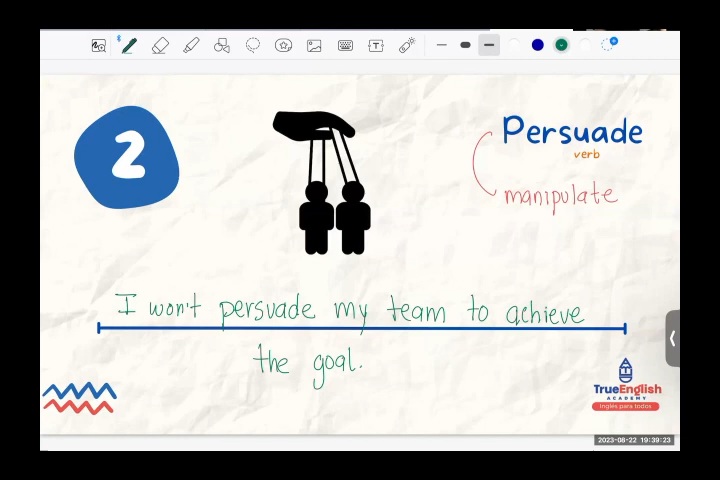 2
Persuade
verb
manipulate
I won't persuade my team to achieve
the goal.
TrueEnglish
ACADEMY
Inglés para todos
2023-08-22 19:39:23